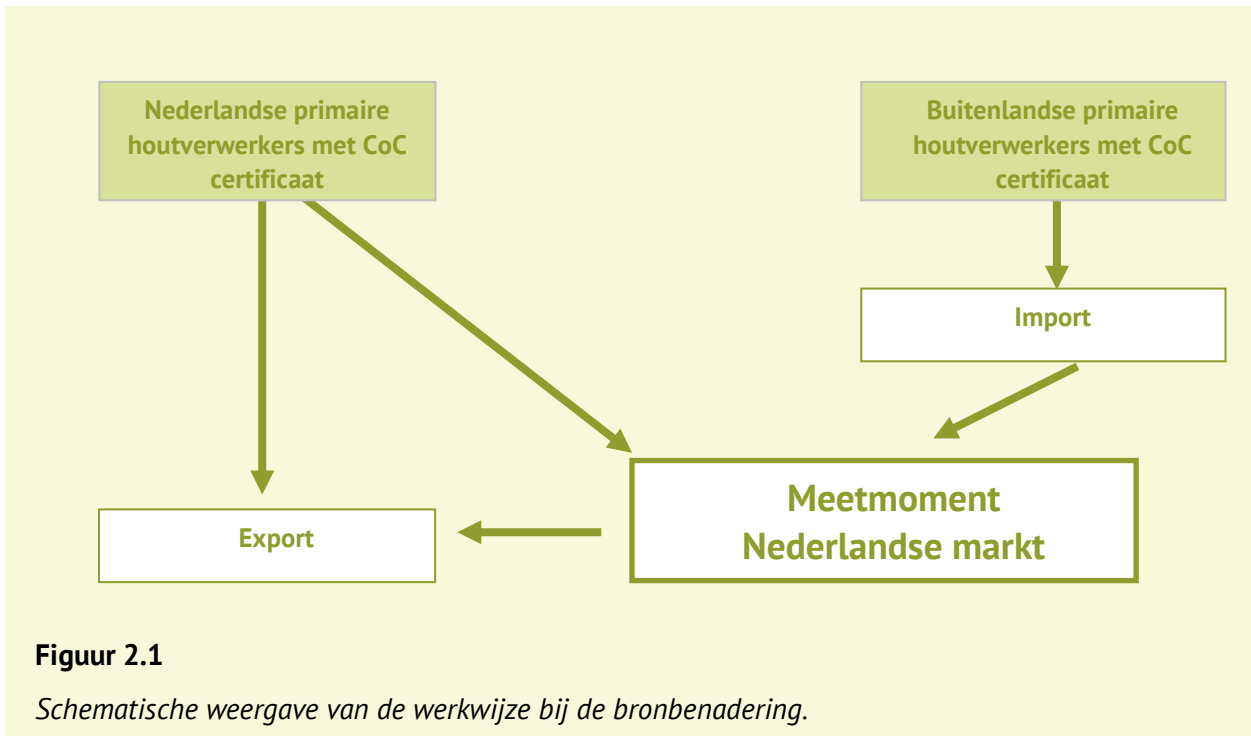 Nederlandse primaire
houtverwerkers met CoC
certificaat
Buitenlandse primaire
houtverwerkers met CoC
certificaat
Import
Meetmoment
Nederlandse markt
Export
Figuur 2.1
Schematische weergave van de werkwijze bij de bronbenadering.